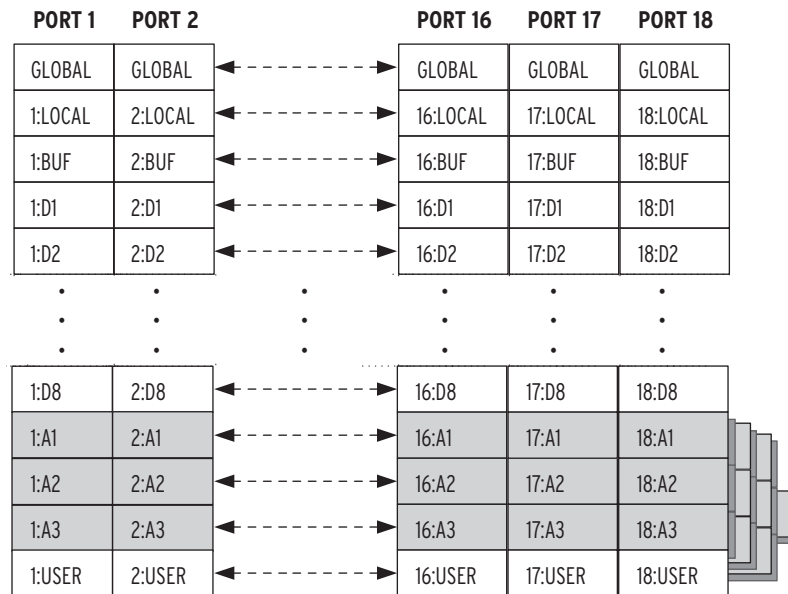 PORT 1 PORT 2 PORT 16 PORT 17 PORT 18
GLOBAL GLOBAL GLOBAL GLOBAL GLOBAL
1:LOCAL 2:LOCAL 16:LOCAL 17:LOCAL 18:LOCAL
1:BUF 2:BUF 16:BUF 17:BUF 18:BUF
1:D1 2:D1 16:D1 17:D1 18:D1
1:D2 2:D2 16:D2 17:D2 18:D2
1:D8 2:D8 16:D8 17:D8 18:D8
1:A1 2:A1 16:A1 17:A1 18:A1
1:A2 2:A2 16:A2 17:A2 18:A2
1:A3 2:A3 16:A3 17:A3 18:A3
1:USER 2:USER 16:USER 17:USER 18:USER